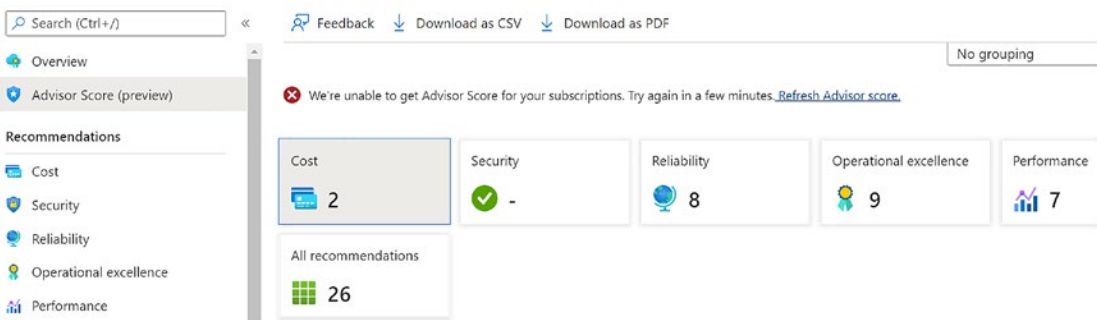 Search (Ctrl+/)
«
Feedback
Download as CSV
Download as PDF
Overview
No grouping
Advisor Score (preview)
We're unable to get Advisor Score for your subscriptions. Try again in a few minutes. Refresh Advisor score.
Recommendations
Cost
Security
Reliability
Operational excellence
Performance
Cost
2
Security
-
Reliability
8
Operational excellence
9
Performance
7
All recommendations
26